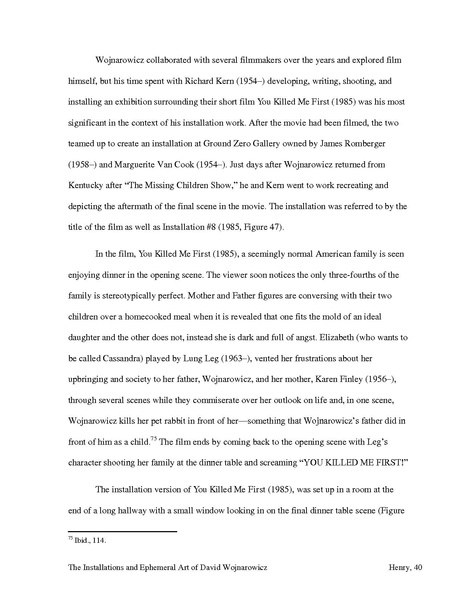 Wojnarowicz collaborated with several filmmakers over the years and explored film
himself, but his time spent with Richard Kern (1954–) developing, writing, shooting, and
installing an exhibition surrounding their short film You Killed Me First (1985) was his most
significant in the context of his installation work. After the movie had been filmed, the two
teamed up to create an installation at Ground Zero Gallery owned by James Romberger
(1958–) and Marguerite Van Cook (1954–). Just days after Wojnarowicz returned from
Kentucky after “The Missing Children Show,” he and Kern went to work recreating and
depicting the aftermath of the final scene in the movie. The installation was referred to by the
title of the film as well as Installation #8 (1985, Figure 47).
In the film, You Killed Me First (1985), a seemingly normal American family is seen
enjoying dinner in the opening scene. The viewer soon notices the only three-fourths of the
family is stereotypically perfect. Mother and Father figures are conversing with their two
children over a homecooked meal when it is revealed that one fits the mold of an ideal
daughter and the other does not, instead she is dark and full of angst. Elizabeth (who wants to
be called Cassandra) played by Lung Leg (1963–), vented her frustrations about her
upbringing and society to her father, Wojnarowicz, and her mother, Karen Finley (1956–),
through several scenes while they commiserate over her outlook on life and, in one scene,
Wojnarowicz kills her pet rabbit in front of her—something that Wojnarowicz’s father did in
front of him as a child.75 The film ends by coming back to the opening scene with Leg’s
character shooting her family at the dinner table and screaming “YOU KILLED ME FIRST!”
The installation version of You Killed Me First (1985), was set up in a room at the
end of a long hallway with a small window looking in on the final dinner table scene (Figure
75 Ibid., 114.
The Installations and Ephemeral Art of David Wojnarowicz Henry, 40